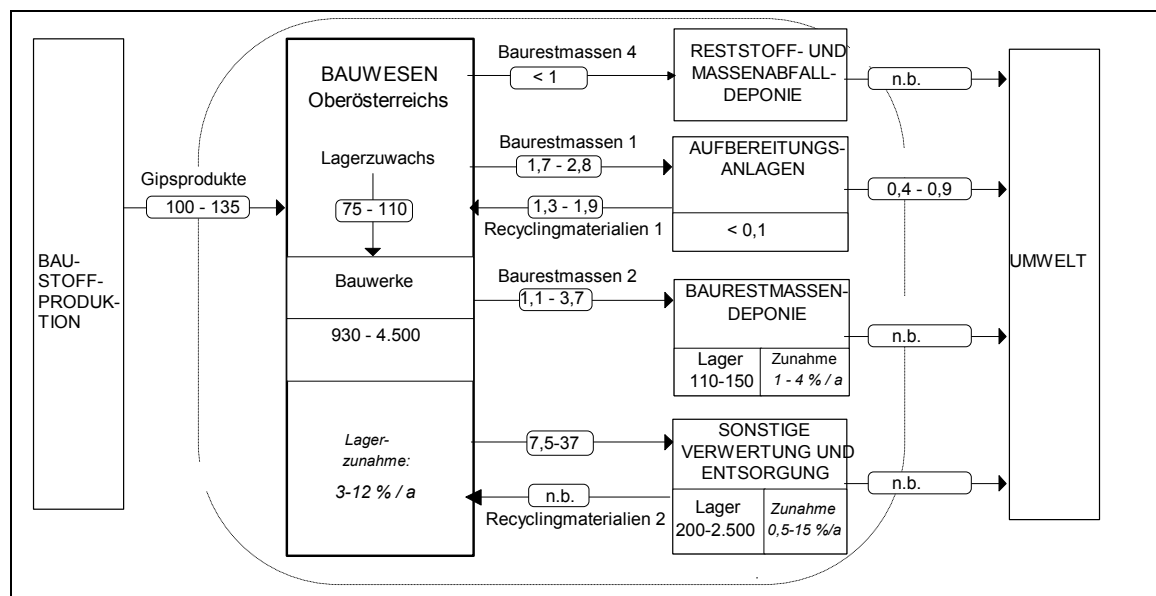 BAU-
STOFF-
PRODUK-
TION
Gipsprodukte
100 - 135
BAUWESEN
Oberösterreichs
Lagerzuwachs
75 - 110
Bauwerke
930 - 4.500
Lager-
zunahme:
3-12 % / a
Baurestmassen 4
< 1
Baurestmassen 1
1,7 - 2,8
1,3 - 1,9
Recyclingmaterialien 1
Baurestmassen 2
1,1 - 3,7
7,5-37
n.b.
Recyclingmaterialien 2
RESTSTOFF- UND
MASSENABFALL-
DEPONIE
AUFBEREITUNGS-
ANLAGEN
< 0,1
BAURESTMASSEN-
DEPONIE
Lager
110-150
Zunahme
1 - 4 % / a
SONSTIGE
VERWERTUNG UND
ENTSORGUNG
Lager
200-2.500
Zunahme
0,5-15 %/a
n.b.
0,4 - 0,9
n.b.
n.b.
UMWELT